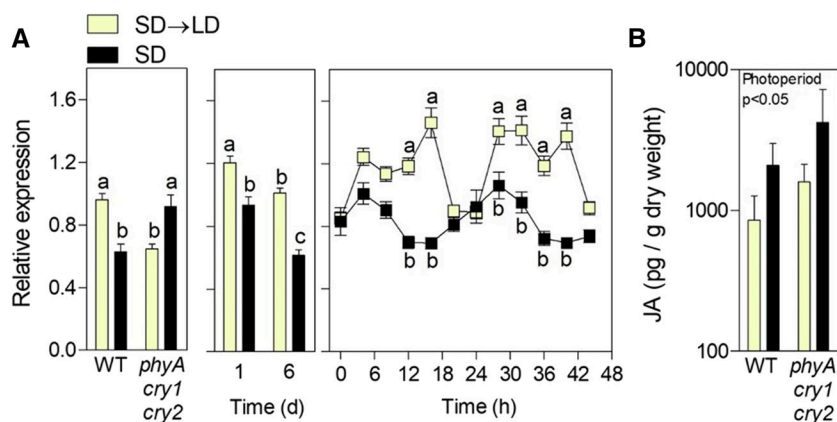 A
SD→LD
SD
B
Relative expression
1.6
1.2
0.8
0.4
0.0
a
b
b
a
WT
phyA
cry1
cry2
a
b
b
c
1
6
Time (d)
a
a
a
a
a
a
b
b
b
b
b
b
0
6
12
18
24
30
36
42
48
Time (h)
JA (pg / g dry weight)
10000
1000
100
Photoperiod
p<0.05
WT
phyA
cry1
cry2